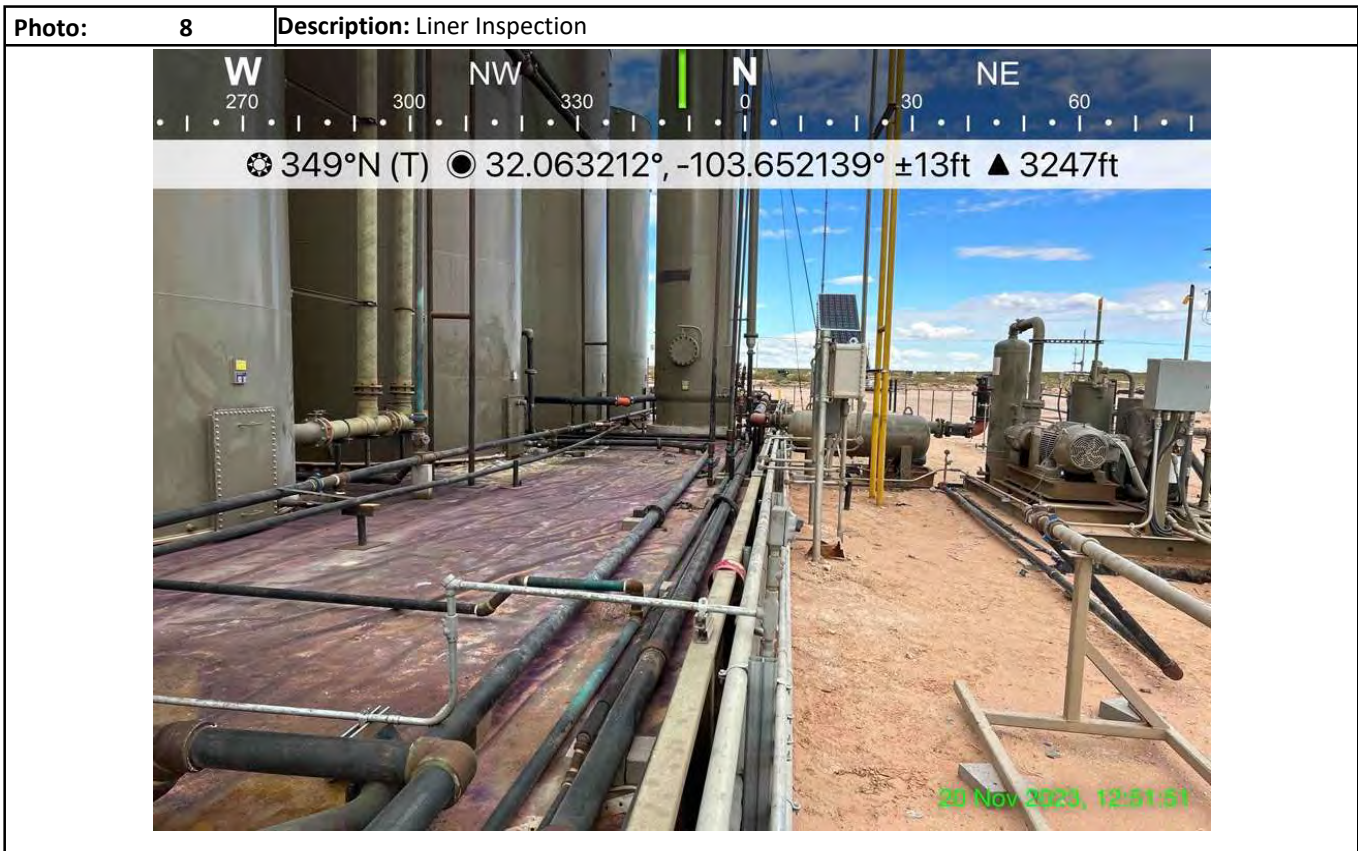 Photo: 8 Description: Liner Inspection
W NW N NE
270 300 330 0 30 60
349°N (T) 32.063212°, -103.652139° ±13ft ▲ 3247ft
20 Nov 2023, 12:51:51